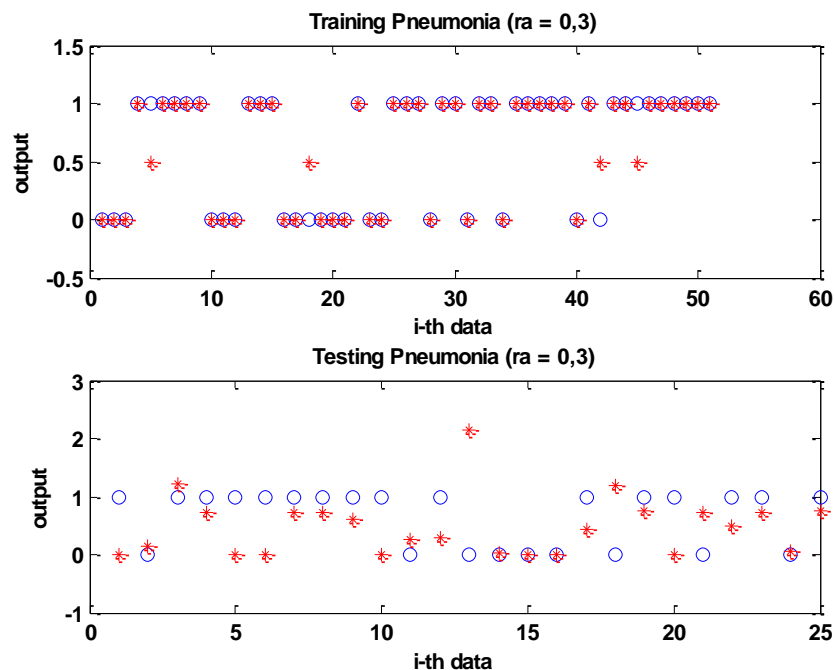 Training Pneumonia (ra = 0,3)
1.5
1
0.5
0
-0.5
output
0 10 20 30 40 50 60
i-th data
Testing Pneumonia (ra = 0,3)
3
2
1
0
-1
output
0 5 10 15 20 25
i-th data